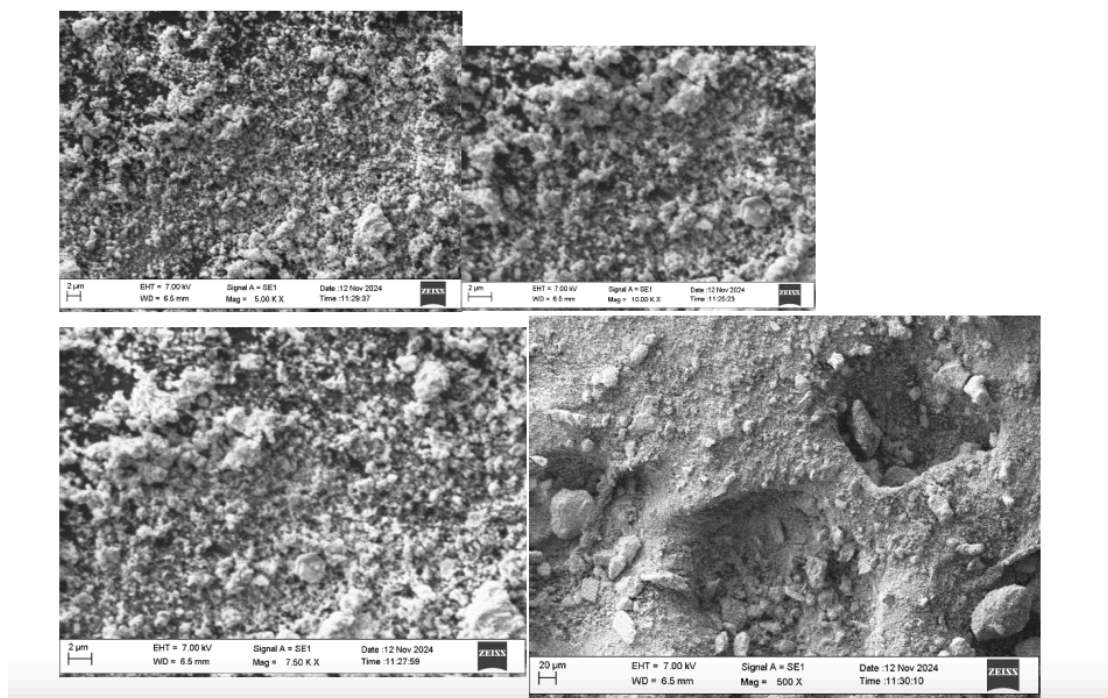 2 µm EHT = 7.00 kV Signal A = SE1 Date :12 Nov 2024 ZEISS
WD = 6.5 mm Mag = 5.00 K X Time :11:29:37
2 µm EHT = 7.00 kV Signal A = SE1 Date :12 Nov 2024 ZEISS
WD = 6.5 mm Mag = 10.00 K X Time :11:25:23
2 µm EHT = 7.00 kV Signal A = SE1 Date :12 Nov 2024 ZEISS
WD = 6.5 mm Mag = 7.50 K X Time :11:27:59
20 µm EHT = 7.00 kV Signal A = SE1 Date :12 Nov 2024 ZEISS
WD = 6.5 mm Mag = 500 X Time :11:30:10